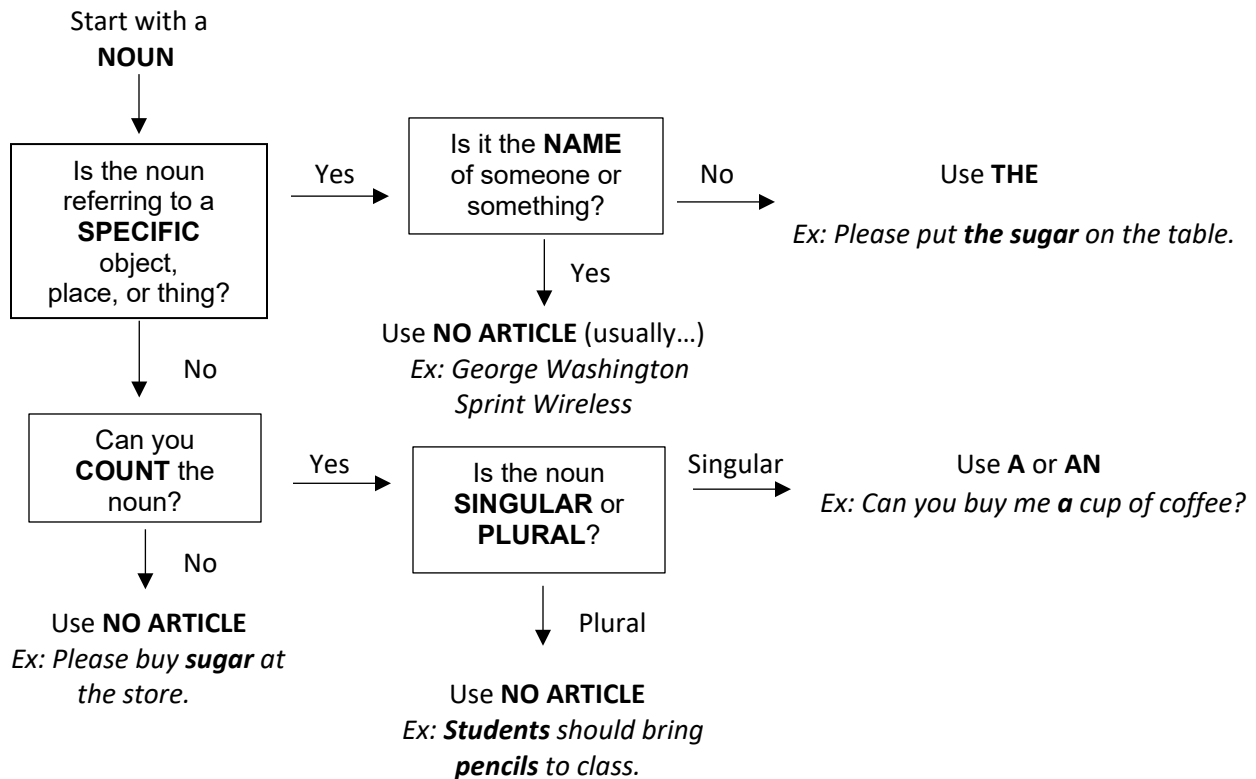 Start with a
NOUN
Is the noun
referring to a
SPECIFIC
object,
place, or thing?
Yes
Is it the NAME
of someone or
something?
No
Use THE
Ex: Please put the sugar on the table.
Yes
Use NO ARTICLE (usually…)
Ex: George Washington
Sprint Wireless
No
Can you
COUNT the
noun?
Yes
Is the noun
SINGULAR or
PLURAL?
Singular
Use A or AN
Ex: Can you buy me a cup of coffee?
No
Use NO ARTICLE
Ex: Please buy sugar at
the store.
Plural
Use NO ARTICLE
Ex: Students should bring
pencils to class.